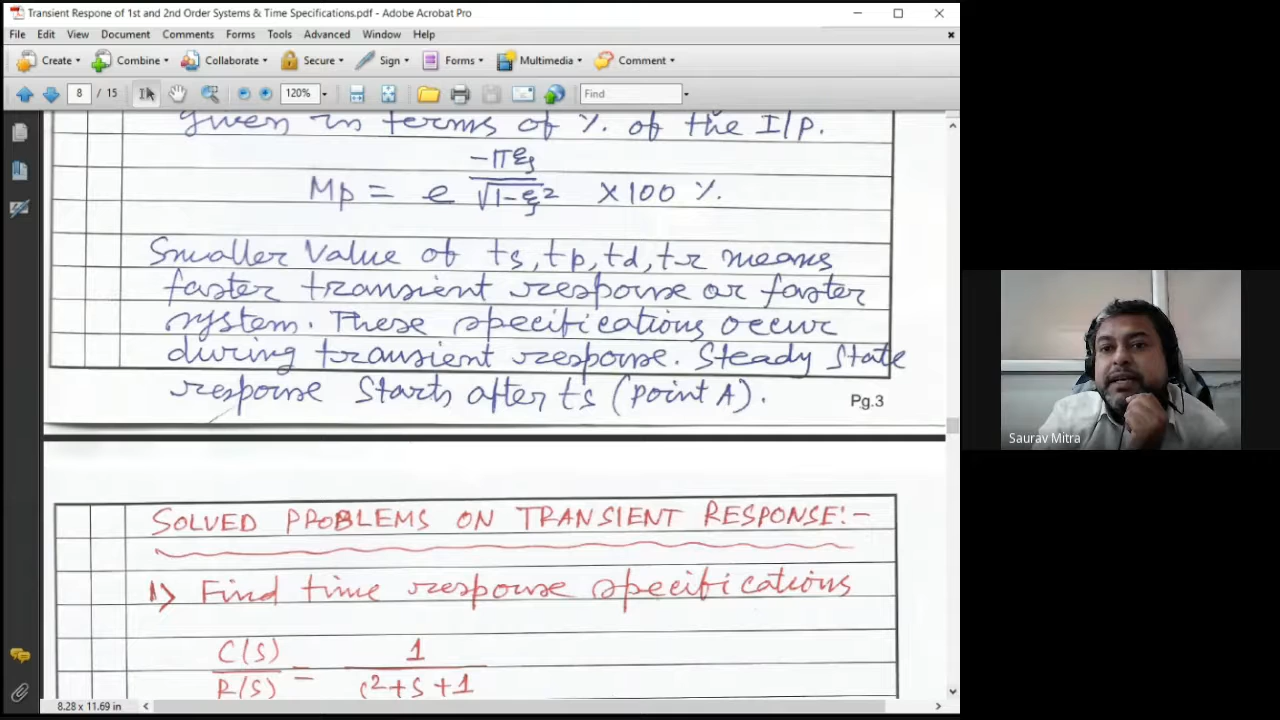 Transient Respone of 1st and 2nd Order Systems & Time Specifications.pdf - Adobe Acrobat Pro
File Edit View Document Comments Forms Tools Advanced Window Help
Create Combine Collaborate Secure Sign Forms Multimedia Comment
8 / 15 120% Find
Given in terms of %. of the I/p.
Mp = e^(-πξ/√1-ξ²) ×100 %.
Smaller Value of ts, tp, td, tr means
faster transient response or faster
system. These specifications occur
during transient response. Steady State
response Starts after ts (point A).
Pg.3
SOLVED PROBLEMS ON TRANSIENT RESPONSE:-
1> Find time response specifications
C(S)/R(S) = 1/s²+s+1
8.28 x 11.69 in
Saurav Mitra